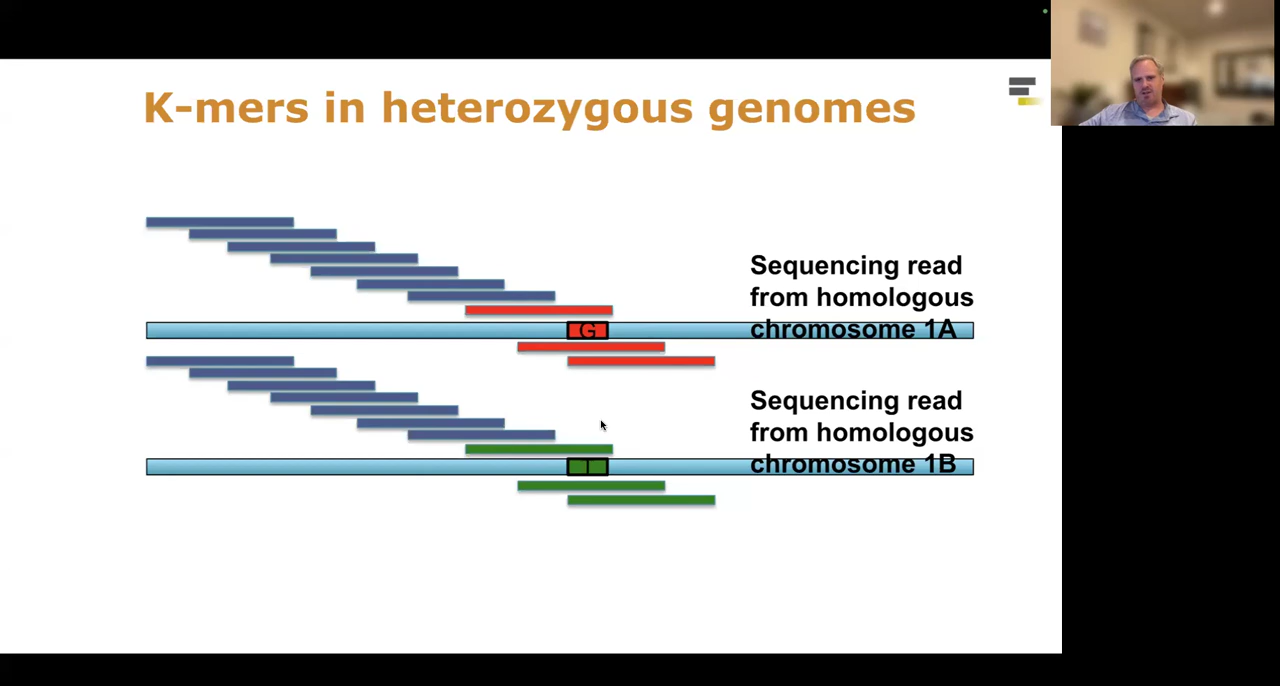 K-mers in heterozygous genomes
Sequencing read
from homologous
chromosome 1A
G
Sequencing read
from homologous
chromosome 1B